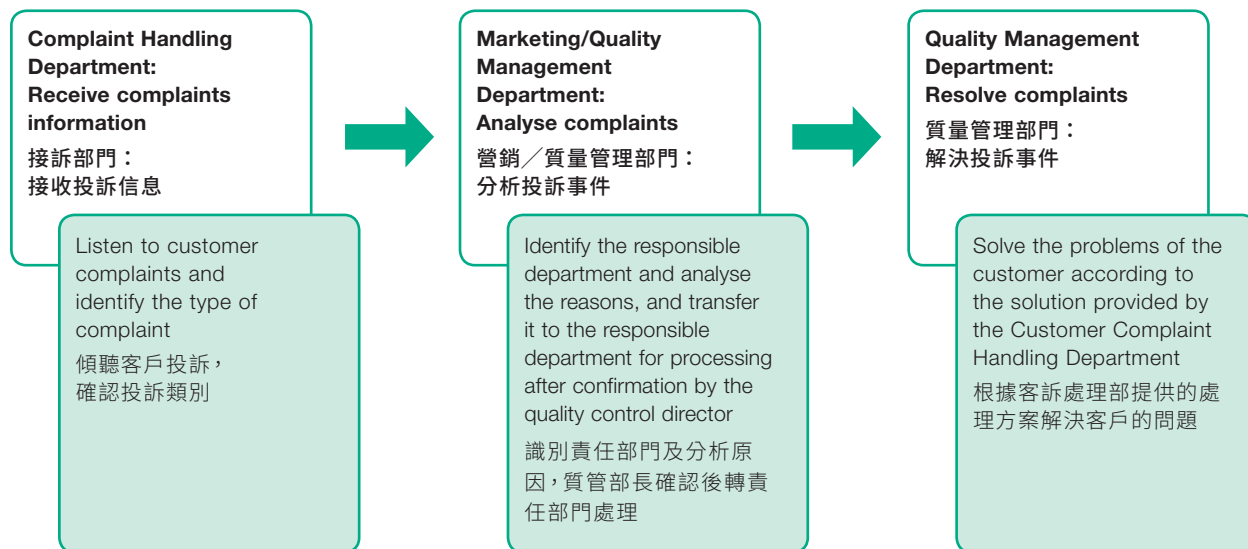 Complaint Handling
Department:
Receive complaints
information
接訴部門：
接收投訴信息
Listen to customer
complaints and
identify the type of
complaint
傾聽客戶投訴，
確認投訴類別
Marketing/Quality
Management
Department:
Analyse complaints
營銷／質量管理部門：
分析投訴事件
Identify the responsible
department and analyse
the reasons, and transfer
it to the responsible
department for processing
after confirmation by the
quality control director
識別責任部門及分析原
因，質管部長確認後轉責
任部門處理
Quality Management
Department:
Resolve complaints
質量管理部門：
解決投訴事件
Solve the problems of the
customer according to
the solution provided by
the Customer Complaint
Handling Department
根據客訴處理部提供的處
理方案解決客戶的問題